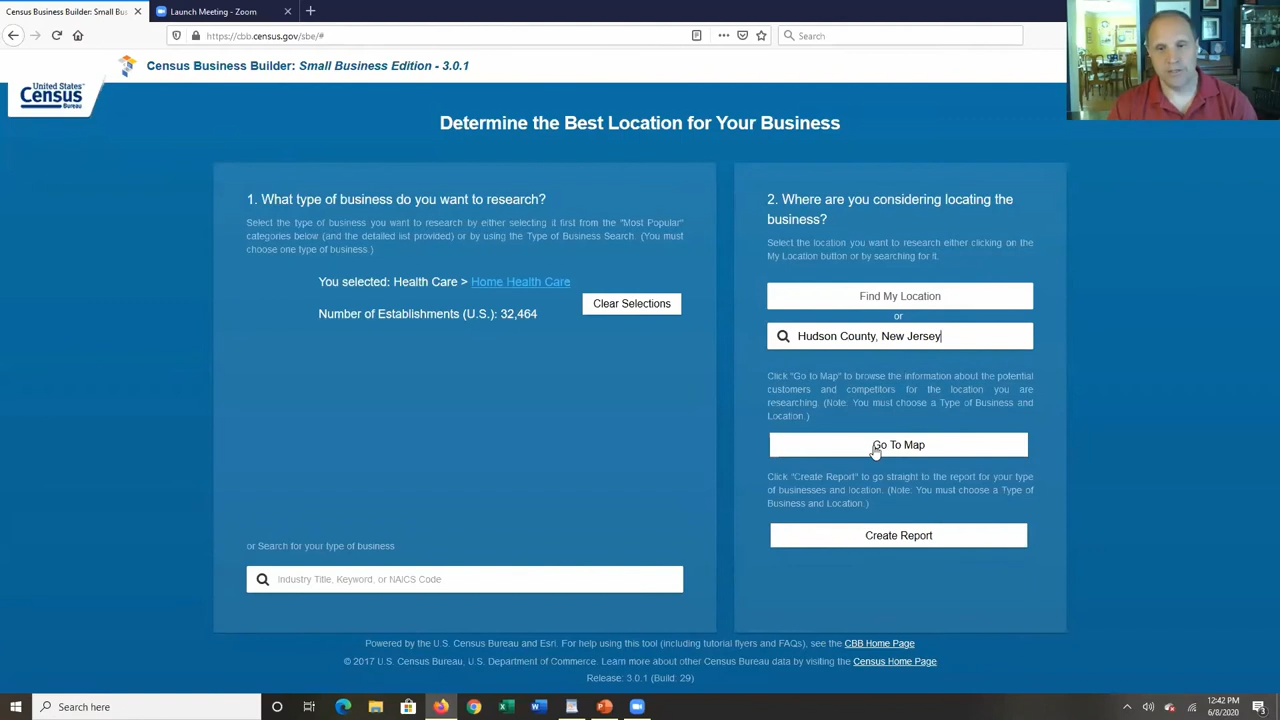 Census Business Builder: Small Bus
Launch Meeting - Zoom
https://cbb.census.gov/sbe/#
Search
Census Business Builder: Small Business Edition - 3.0.1
United States
Census
Bureau
Determine the Best Location for Your Business
1. What type of business do you want to research?
Select the type of business you want to research by either selecting it first from the "Most Popular"
categories below (and the detailed list provided) or by using the Type of Business Search. (You must
choose one type of business.)
You selected: Health Care > Home Health Care
Clear Selections
Number of Establishments (U.S.): 32,464
or Search for your type of business
Industry Title, Keyword, or NAICS Code
2. Where are you considering locating the
business?
Select the location you want to research either clicking on the
My Location button or by searching for it.
Find My Location
or
Hudson County, New Jersey
Click "Go to Map" to browse the information about the potential
customers and competitors for the location you are
researching. (Note: You must choose a Type of Business and
Location.)
Go To Map
Click "Create Report" to go straight to the report for your type
of businesses and location. (Note: You must choose a Type of
Business and Location.)
Create Report
Powered by the U.S. Census Bureau and Esri. For help using this tool (including tutorial flyers and FAQs), see the CBB Home Page
© 2017 U.S. Census Bureau, U.S. Department of Commerce. Learn more about other Census Bureau data by visiting the Census Home Page
Release: 3.0.1 (Build: 29)
Search here
12:42 PM
6/8/2020